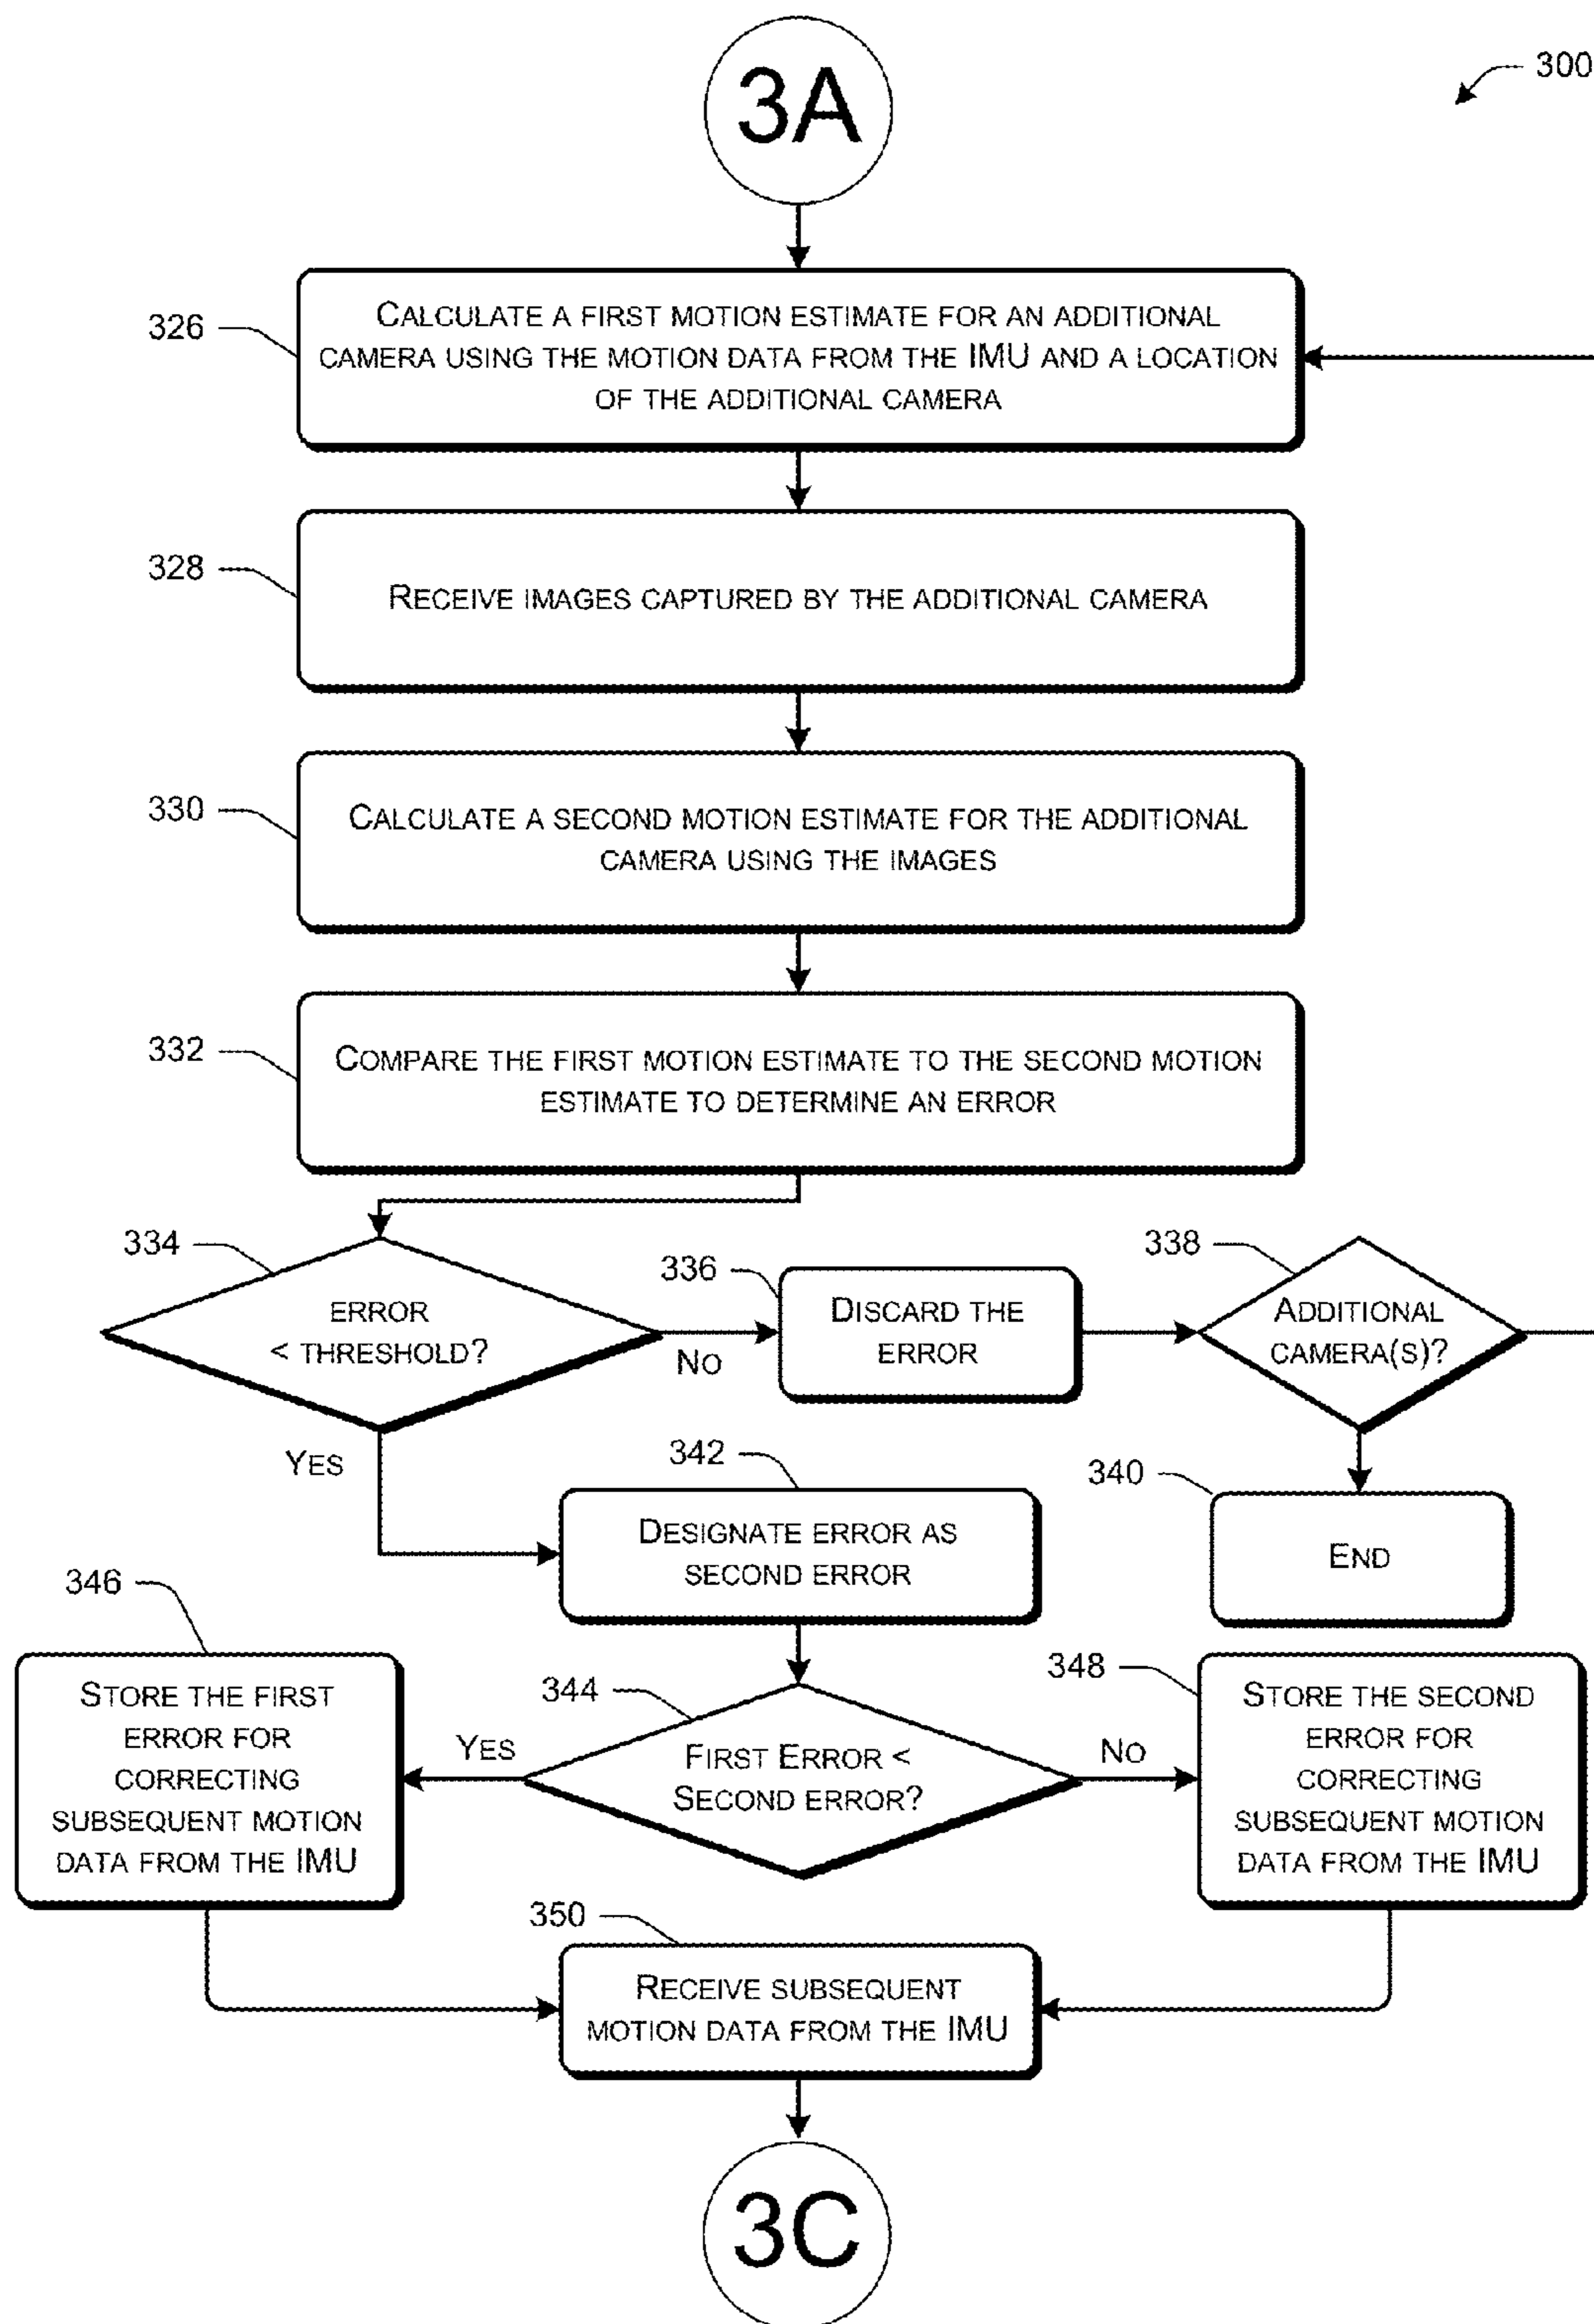 3A
300
326
CALCULATE A FIRST MOTION ESTIMATE FOR AN ADDITIONAL
CAMERA USING THE MOTION DATA FROM THE IMU AND A LOCATION
OF THE ADDITIONAL CAMERA
328
RECEIVE IMAGES CAPTURED BY THE ADDITIONAL CAMERA
330
CALCULATE A SECOND MOTION ESTIMATE FOR THE ADDITIONAL
CAMERA USING THE IMAGES
332
COMPARE THE FIRST MOTION ESTIMATE TO THE SECOND MOTION
ESTIMATE TO DETERMINE AN ERROR
334
ERROR
< THRESHOLD?
NO
YES
336
DISCARD THE
ERROR
338
ADDITIONAL
CAMERA(S)?
340
END
342
DESIGNATE ERROR AS
SECOND ERROR
344
FIRST ERROR <
SECOND ERROR?
YES
NO
346
STORE THE FIRST
ERROR FOR
CORRECTING
SUBSEQUENT MOTION
DATA FROM THE IMU
348
STORE THE SECOND
ERROR FOR
CORRECTING
SUBSEQUENT MOTION
DATA FROM THE IMU
350
RECEIVE SUBSEQUENT
MOTION DATA FROM THE IMU
3C